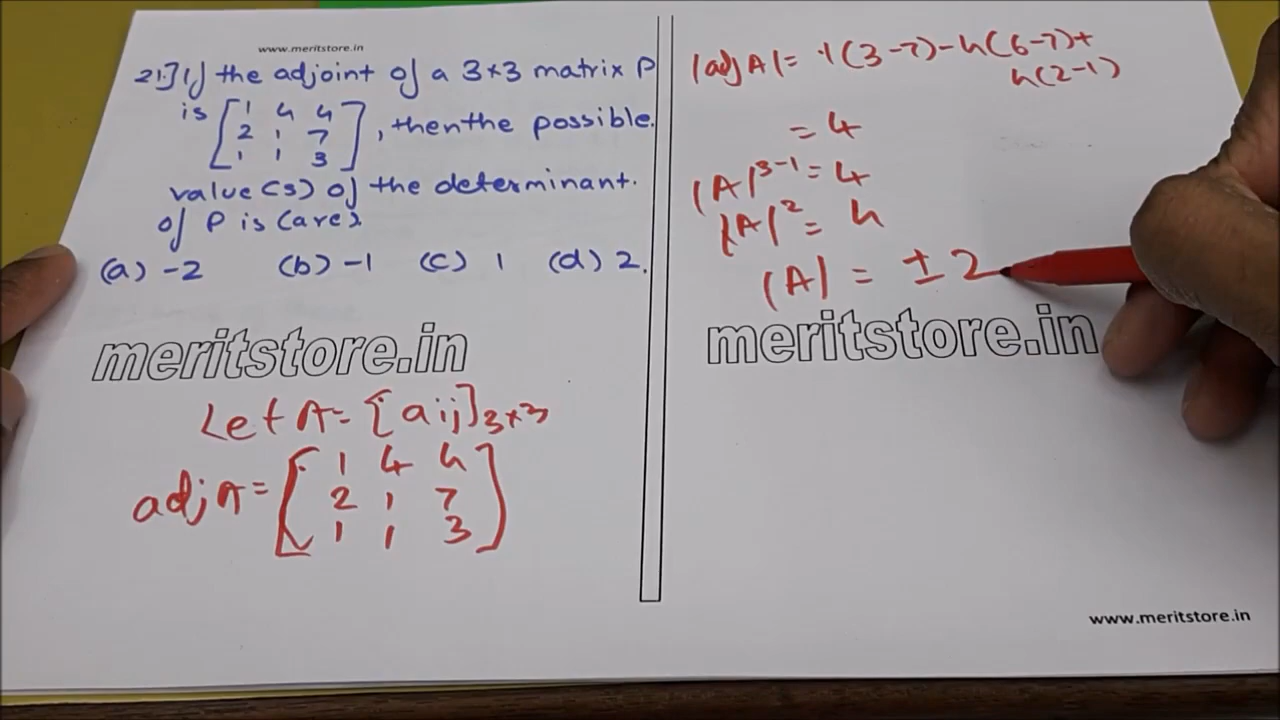 www.meritstore.in
21.] If the adjoint of a 3×3 matrix P
is [1 4 4
2 1 7
1 1 3], then the possible
value(s) of the determinant.
of P is (are)
(a) -2 (b) -1 (c) 1 (d) 2.
meritstore.in
Let A = [aij]3×3
adj A = [1 4 4
2 1 7
1 1 3]
|adj A| = 1(3-7) - 4(6-7) +
4(2-1)
= 4
|A|^3-1 = 4
|A|^2 = 4
|A| = ±2
meritstore.in
www.meritstore.in